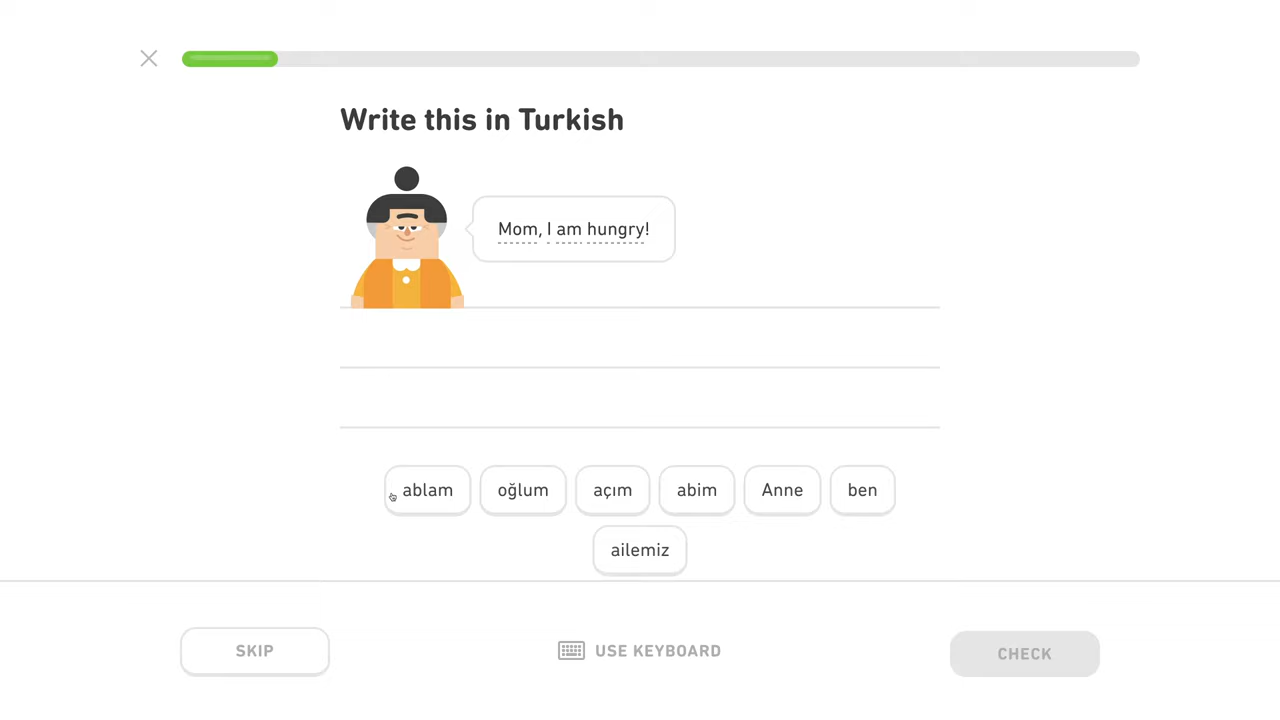 Write this in Turkish
Mom, I am hungry!
ablam oğlum açım abim Anne ben
ailemiz
SKIP USE KEYBOARD CHECK